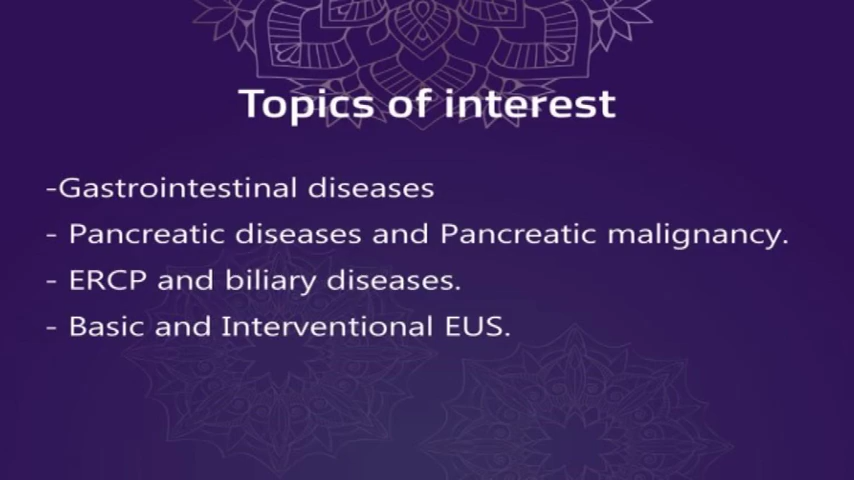 Topics of interest
-Gastrointestinal diseases
- Pancreatic diseases and Pancreatic malignancy.
- ERCP and biliary diseases.
- Basic and Interventional EUS.